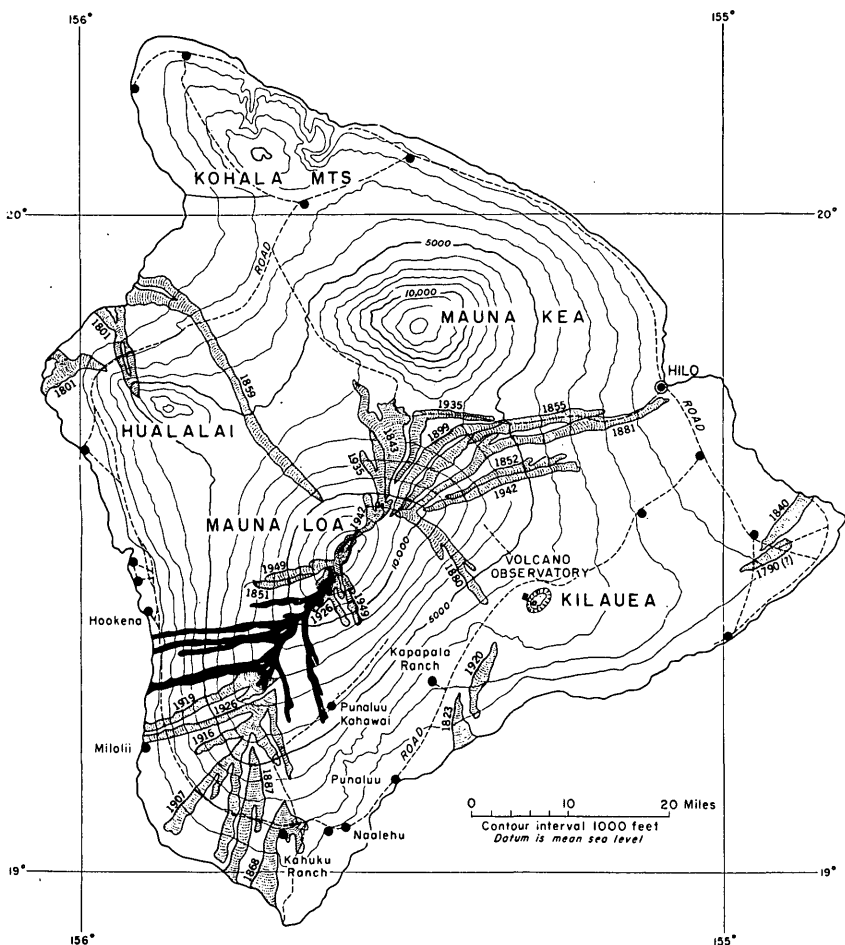 156°
155°
KOHALA MTS
20°
20°
ROAD
5000
10,000
MAUNA KEA
1801
1801
1859
HUALALAI
HILO
1935
1855
1899
1843
1881
ROAD
1935
1852
1942
1840
1942
MAUNA LOA
10,000
VOLCANO
OBSERVATORY
1790 (?)
1949
1880
1851
1926
1949
KILAUEA
Hookena
5000
Kapapala
Ranch
1920
1919
1926
Punaluu
Kahawai
1823
Milolii
1916
ROAD
Punaluu
1887
1907
0 10 20 Miles
Contour interval 1000 feet
Datum is mean sea level
Naalehu
Kahuku
Ranch
1868
19°
19°
156°
155°